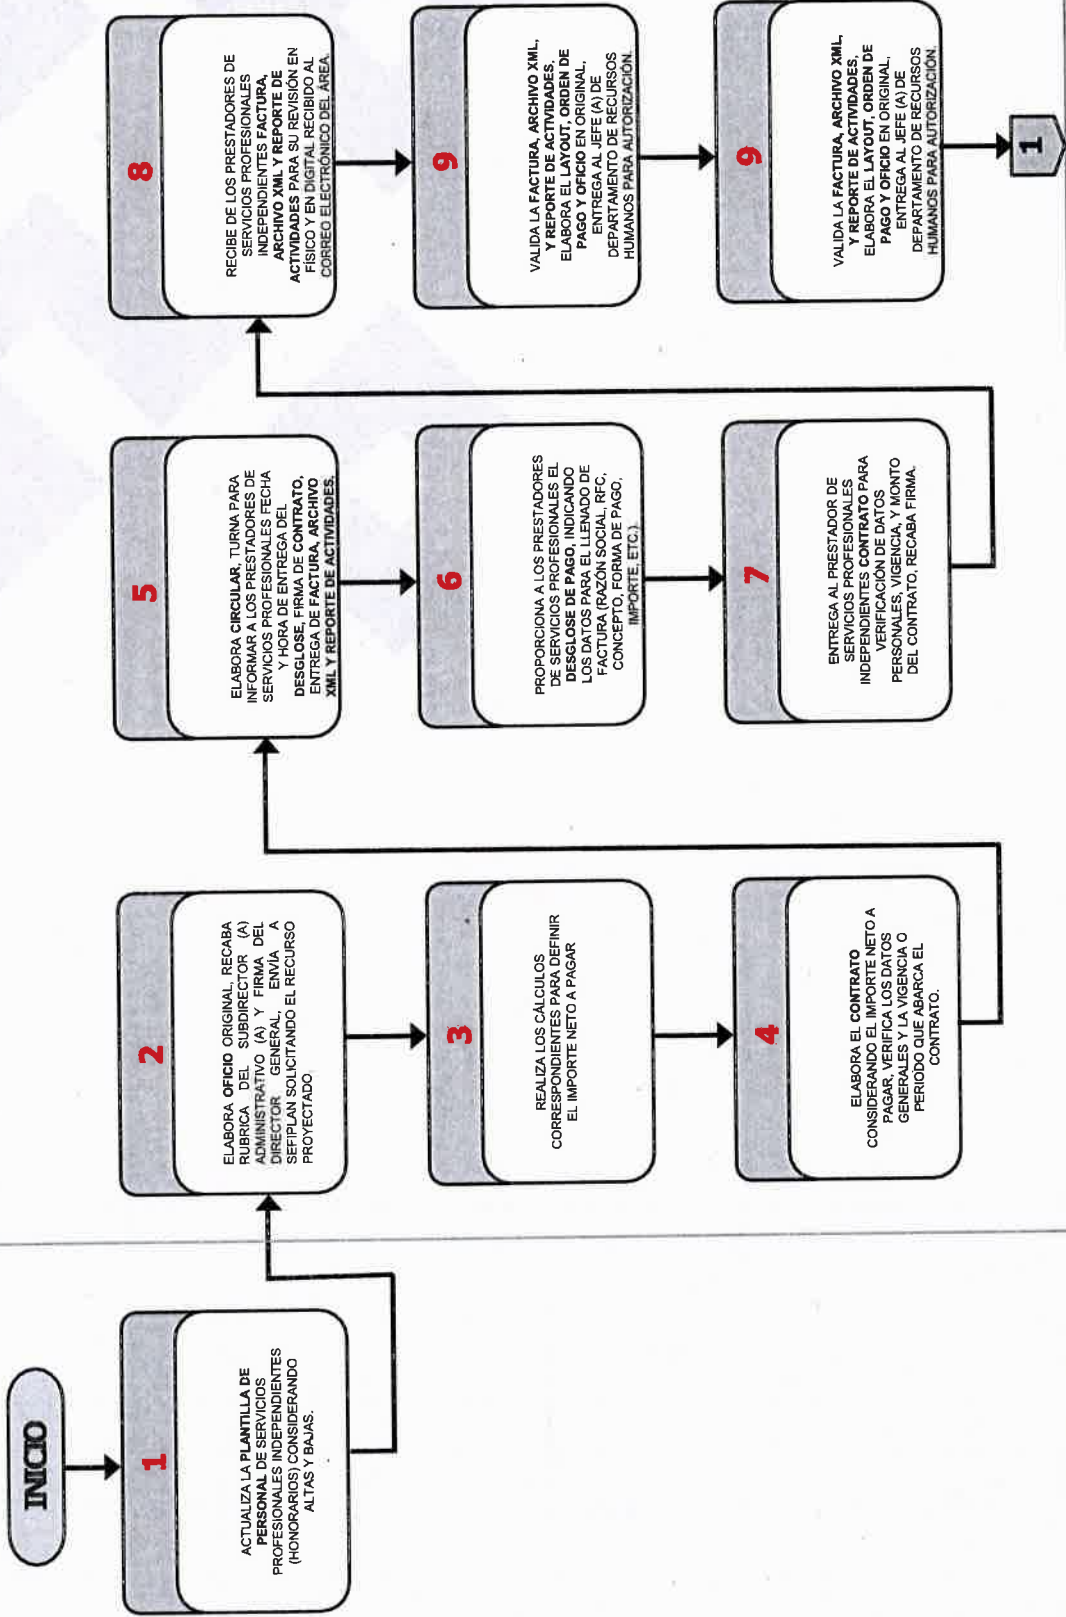 INICIO
1
ACTUALIZA LA PLANTILLA DE
PERSONAL DE SERVICIOS
PROFESIONALES INDEPENDIENTES
(HONORARIOS) CONSIDERANDO
ALTAS Y BAJAS.
2
ELABORA OFICIO ORIGINAL, RECABA
RUBRICA DEL SUBDIRECTOR (A)
ADMINISTRATIVO (A) Y FIRMA DEL
DIRECTOR GENERAL, ENVÍA A
SEFIPLAN SOLICITANDO EL RECURSO
PROYECTADO
3
REALIZA LOS CÁLCULOS
CORRESPONDIENTES PARA DEFINIR
EL IMPORTE NETO A PAGAR
4
ELABORA EL CONTRATO
CONSIDERANDO EL IMPORTE NETO A
PAGAR, VERIFICA LOS DATOS
GENERALES Y LA VIGENCIA O
PERIODO QUE ABARCA EL
CONTRATO.
5
ELABORA CIRCULAR, TURNA PARA
INFORMAR A LOS PRESTADORES DE
SERVICIOS PROFESIONALES FECHA
Y HORA DE ENTREGA DEL
DESGLOSE, FIRMA DE CONTRATO,
ENTREGA DE FACTURA, ARCHIVO
XML Y REPORTE DE ACTIVIDADES.
6
PROPORCIONA A LOS PRESTADORES
DE SERVICIOS PROFESIONALES EL
DESGLOSE DE PAGO, INDICANDO
LOS DATOS PARA EL LLENADO DE
FACTURA (RAZÓN SOCIAL, RFC,
CONCEPTO, FORMA DE PAGO,
IMPORTE, ETC.)
7
ENTREGA AL PRESTADOR DE
SERVICIOS PROFESIONALES
INDEPENDIENTES CONTRATO PARA
VERIFICACIÓN DE DATOS
PERSONALES, VIGENCIA, Y MONTO
DEL CONTRATO, RECABA FIRMA.
8
RECIBE DE LOS PRESTADORES DE
SERVICIOS PROFESIONALES
INDEPENDIENTES FACTURA,
ARCHIVO XML Y REPORTE DE
ACTIVIDADES PARA SU REVISIÓN EN
FÍSICO Y EN DIGITAL RECIBIDO AL
CORREO ELECTRÓNICO DEL ÁREA.
9
VALIDA LA FACTURA, ARCHIVO XML,
Y REPORTE DE ACTIVIDADES,
ELABORA EL LAYOUT, ORDEN DE
PAGO Y OFICIO EN ORIGINAL,
ENTREGA AL JEFE (A) DE
DEPARTAMENTO DE RECURSOS
HUMANOS PARA AUTORIZACIÓN.
9
VALIDA LA FACTURA, ARCHIVO XML,
Y REPORTE DE ACTIVIDADES,
ELABORA EL LAYOUT, ORDEN DE
PAGO Y OFICIO EN ORIGINAL,
ENTREGA AL JEFE (A) DE
DEPARTAMENTO DE RECURSOS
HUMANOS PARA AUTORIZACIÓN.
1